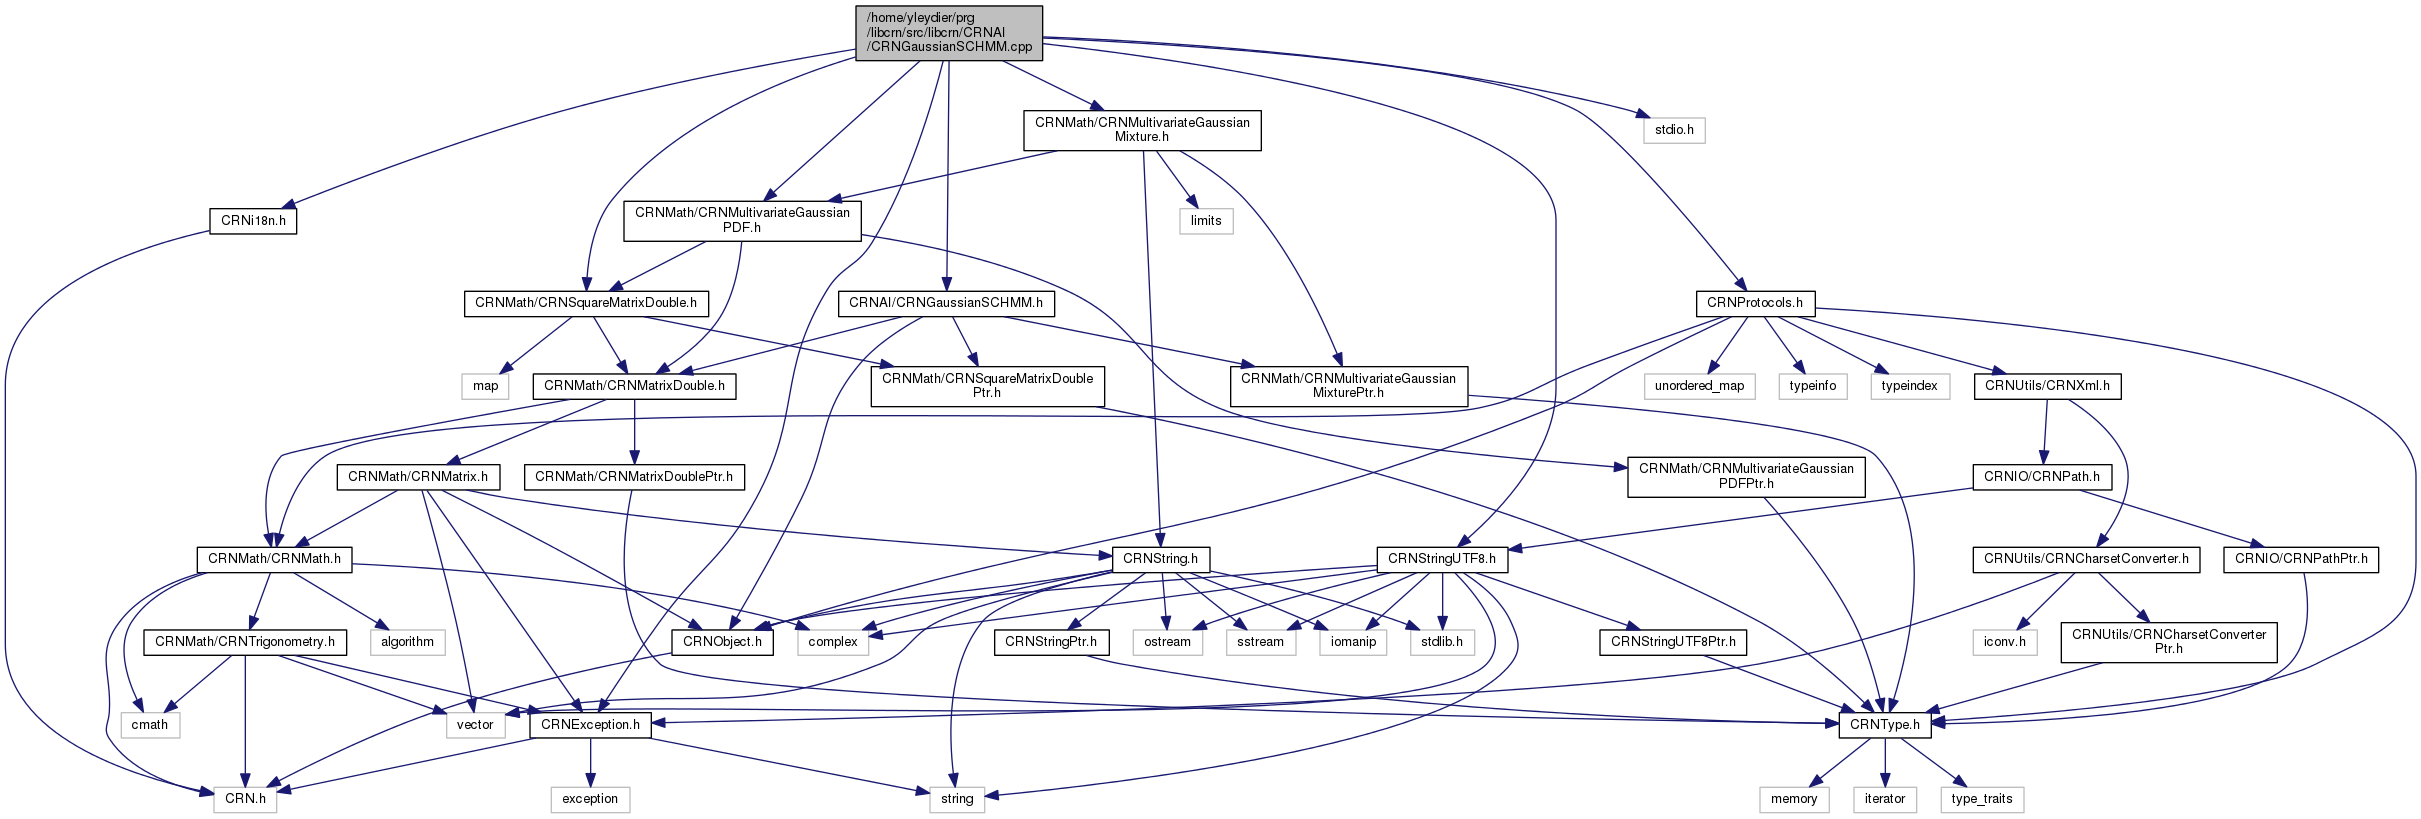 /home/yleydier/prg
/libcrn/src/libcrn/CRNAI
/CRNGaussianSCHMM.cpp
CRNMath/CRNMultivariateGaussian
Mixture.h
stdio.h
CRNi18n.h
CRNMath/CRNMultivariateGaussian
PDF.h
limits
CRNMath/CRNSquareMatrixDouble.h
CRNAI/CRNGaussianSCHMM.h
CRNProtocols.h
map
CRNMath/CRNMatrixDouble.h
CRNMath/CRNSquareMatrixDouble
Ptr.h
CRNMath/CRNMultivariateGaussian
MixturePtr.h
unordered_map
typeinfo
typeindex
CRNUtils/CRNXml.h
CRNMath/CRNMatrix.h
CRNMath/CRNMatrixDoublePtr.h
CRNMath/CRNMultivariateGaussian
PDFPtr.h
CRNIO/CRNPath.h
CRNMath/CRNMath.h
CRNString.h
CRNStringUTF8.h
CRNUtils/CRNCharsetConverter.h
CRNIO/CRNPathPtr.h
CRNMath/CRNTrigonometry.h
algorithm
CRNObject.h
complex
CRNStringPtr.h
ostream
sstream
iomanip
stdlib.h
CRNStringUTF8Ptr.h
iconv.h
CRNUtils/CRNCharsetConverter
Ptr.h
cmath
vector
CRNException.h
CRNType.h
CRN.h
exception
string
memory
iterator
type_traits